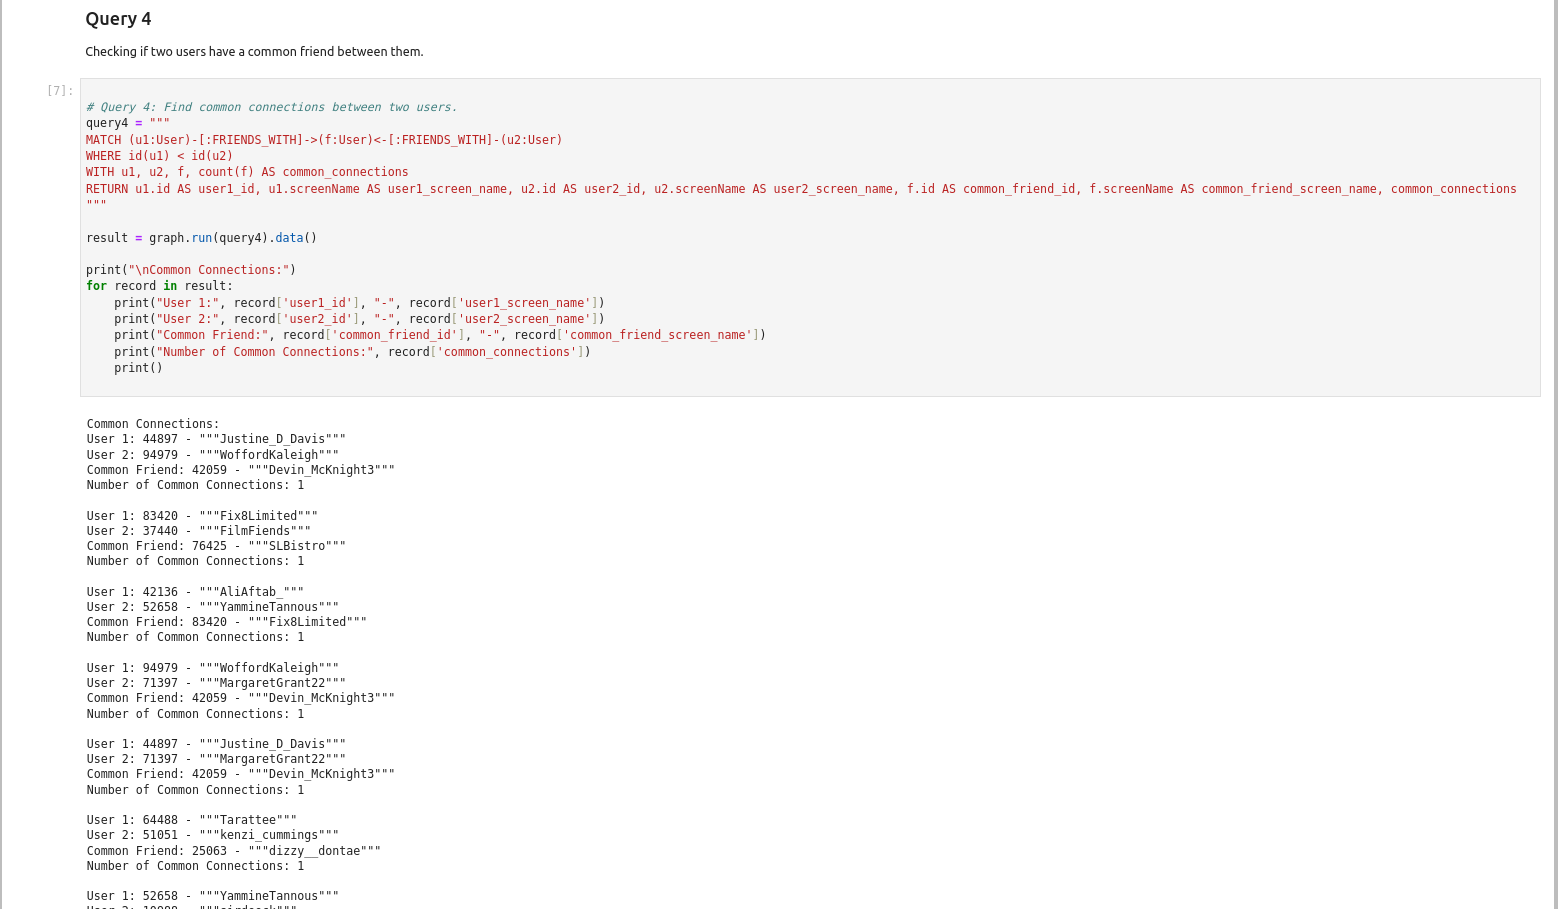 Query 4
Checking if two users have a common friend between them.
[7]:
# Query 4: Find common connections between two users.
query4 = """
MATCH (u1:User)-[:FRIENDS_WITH]->(f:User)<-[:FRIENDS_WITH]-(u2:User)
WHERE id(u1) < id(u2)
WITH u1, u2, f, count(f) AS common_connections
RETURN u1.id AS user1_id, u1.screenName AS user1_screen_name, u2.id AS user2_id, u2.screenName AS user2_screen_name, f.id AS common_friend_id, f.screenName AS common_friend_screen_name, common_connections
"""
result = graph.run(query4).data()
print("\nCommon Connections:")
for record in result:
    print("User 1:", record['user1_id'], "-", record['user1_screen_name'])
    print("User 2:", record['user2_id'], "-", record['user2_screen_name'])
    print("Common Friend:", record['common_friend_id'], "-", record['common_friend_screen_name'])
    print("Number of Common Connections:", record['common_connections'])
    print()
Common Connections:
User 1: 44897 - """Justine_D_Davis"""
User 2: 94979 - """WoffordKaleigh"""
Common Friend: 42059 - """Devin_McKnight3"""
Number of Common Connections: 1
User 1: 83420 - """Fix8Limited"""
User 2: 37440 - """FilmFiends"""
Common Friend: 76425 - """SLBistro"""
Number of Common Connections: 1
User 1: 42136 - """AliAftab_"""
User 2: 52658 - """YammineTannous"""
Common Friend: 83420 - """Fix8Limited"""
Number of Common Connections: 1
User 1: 94979 - """WoffordKaleigh"""
User 2: 71397 - """MargaretGrant22"""
Common Friend: 42059 - """Devin_McKnight3"""
Number of Common Connections: 1
User 1: 44897 - """Justine_D_Davis"""
User 2: 71397 - """MargaretGrant22"""
Common Friend: 42059 - """Devin_McKnight3"""
Number of Common Connections: 1
User 1: 64488 - """Tarattee"""
User 2: 51051 - """kenzi_cummings"""
Common Friend: 25063 - """dizzy__dontae"""
Number of Common Connections: 1
User 1: 52658 - """YammineTannous"""